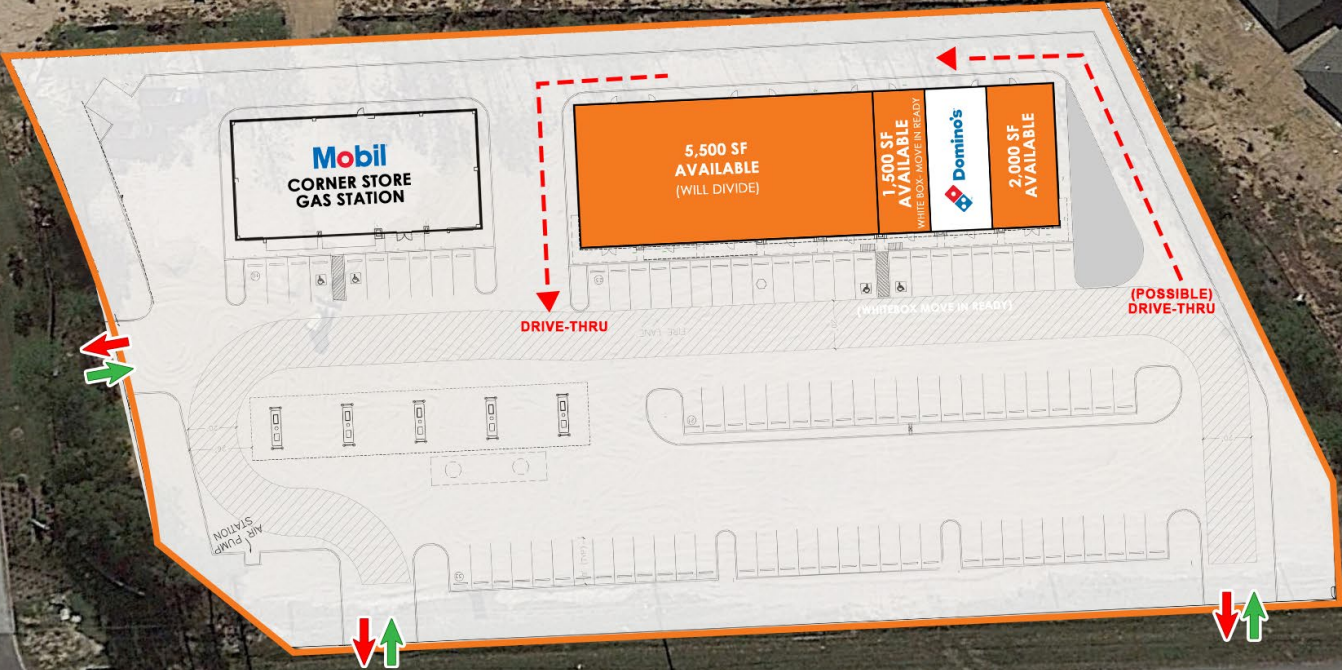 Mobil
CORNER STORE
GAS STATION
5,500 SF
AVAILABLE
(WILL DIVIDE)
1,500 SF
AVAILABLE
WHITE BOX- MOVE IN READY
Domino's
2,000 SF
AVAILABLE
DRIVE-THRU
(POSSIBLE)
DRIVE-THRU
(WHITEBOX MOVE IN READY)
FIRE LANE
AIR PUMP
STATION